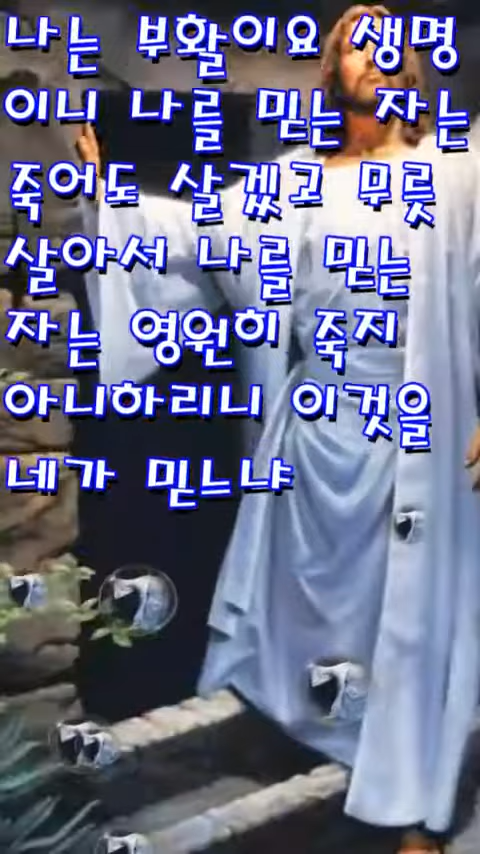 나는 부활이요 생명
이니 나를 믿는 자는
죽어도 살겠고 무릇
살아서 나를 믿는
자는 영원히 죽지
아니하리니 이것을
네가 믿느냐